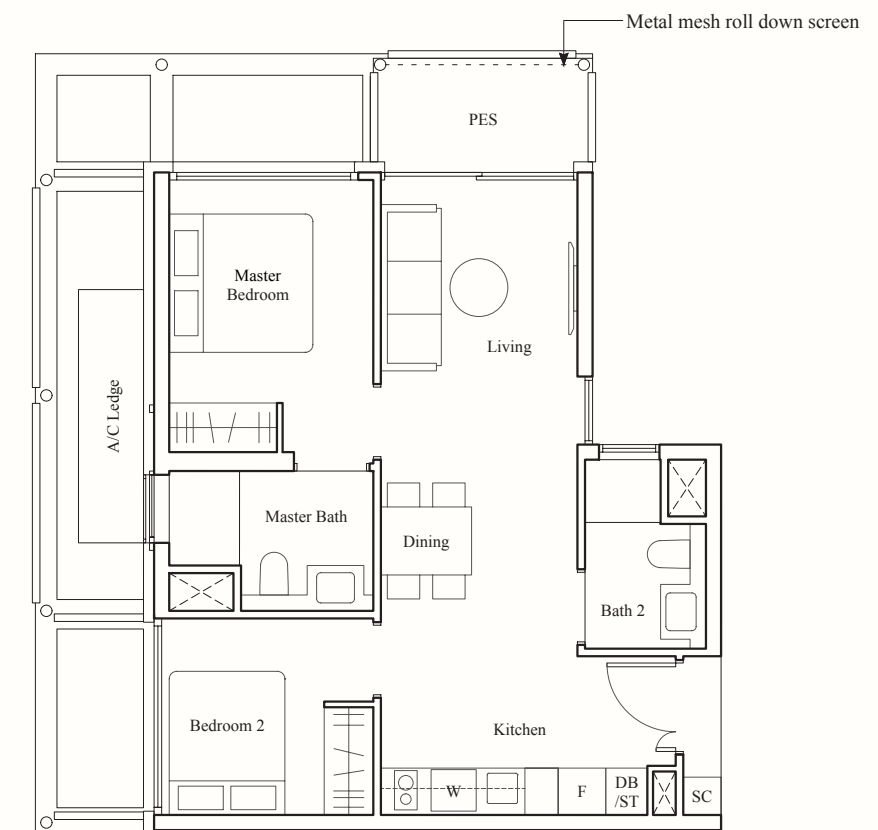 Metal mesh roll down screen
PES
Master
Bedroom
Living
A/C Ledge
Master Bath
Dining
Bath 2
Bedroom 2
Kitchen
W
F
DB
/ST
SC